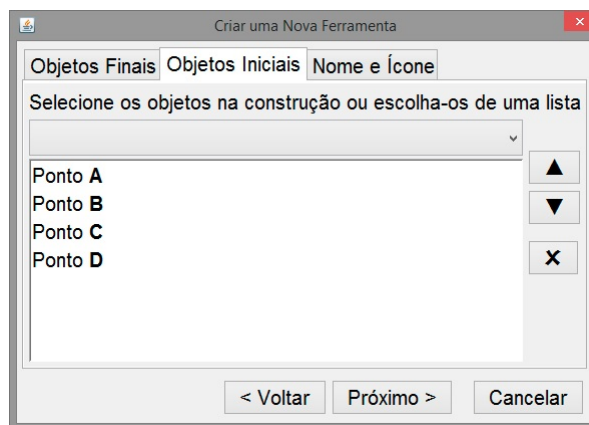 Criar uma Nova Ferramenta
Objetos Finais Objetos Iniciais Nome e Ícone
Selecione os objetos na construção ou escolha-os de uma lista
Ponto A
Ponto B
Ponto C
Ponto D
< Voltar Próximo > Cancelar